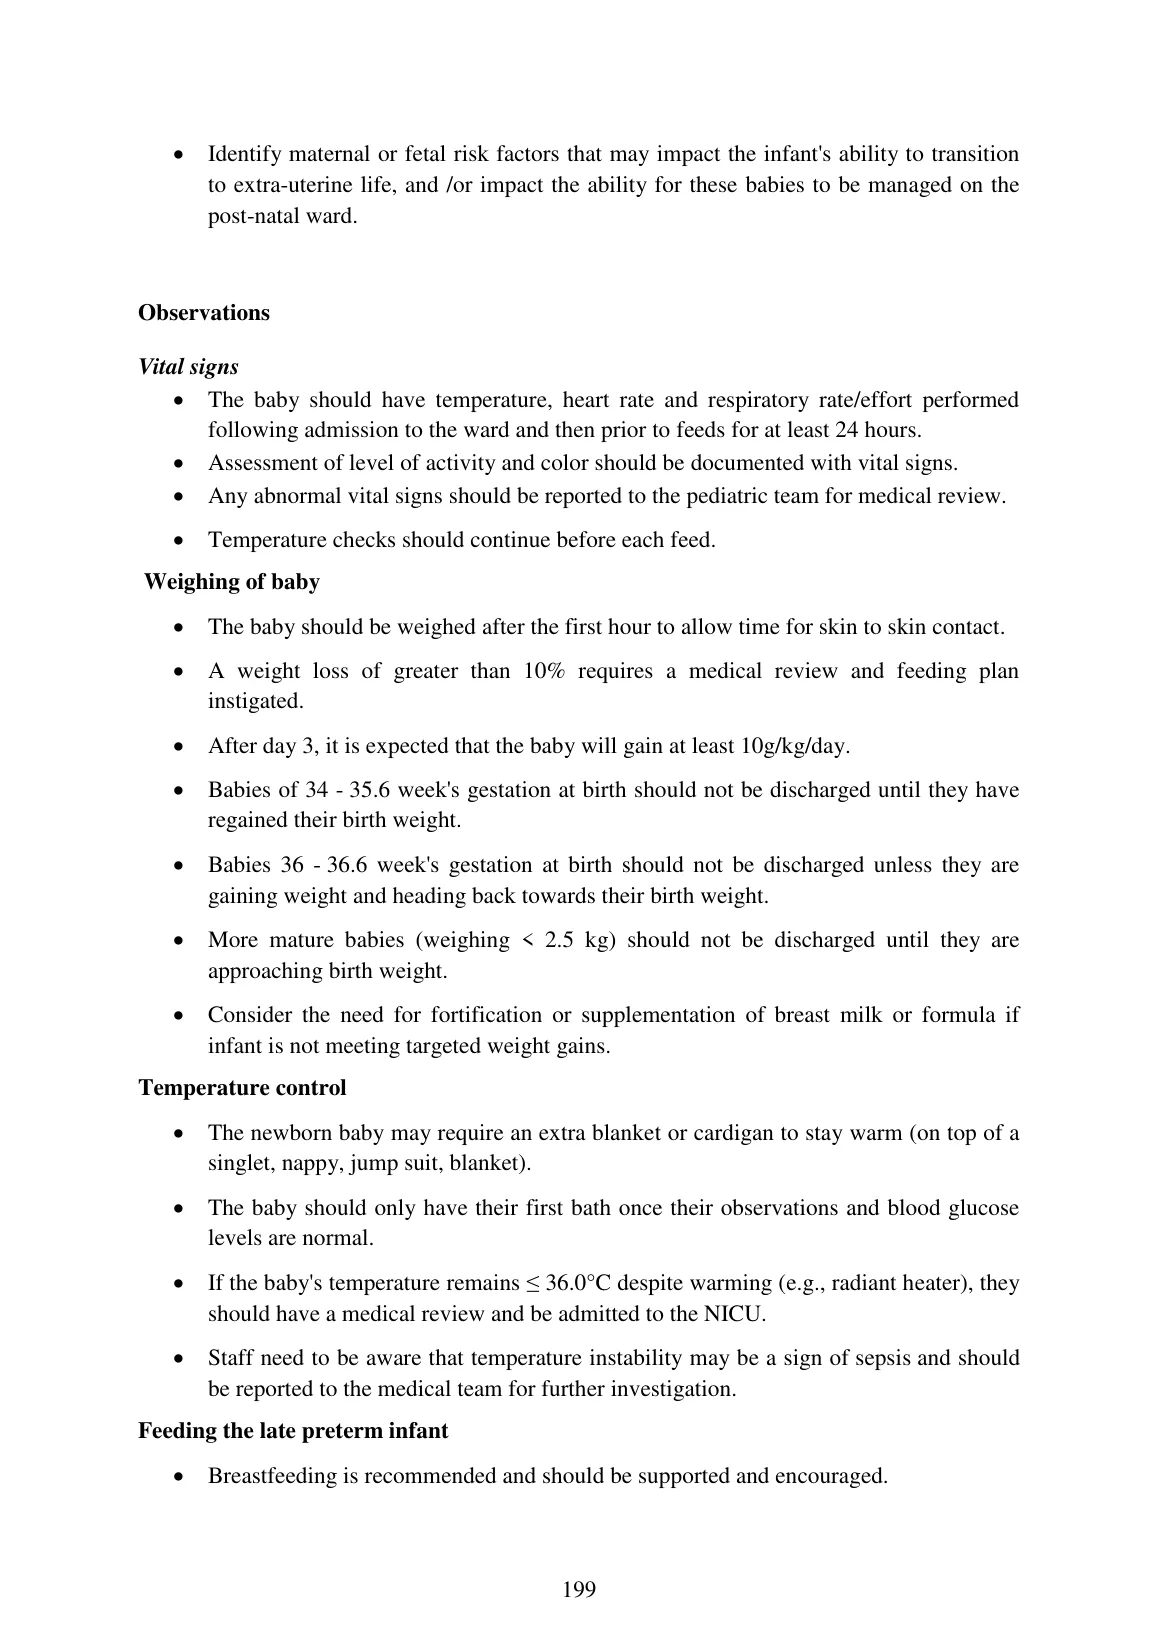 • Identify maternal or fetal risk factors that may impact the infant's ability to transition
to extra-uterine life, and /or impact the ability for these babies to be managed on the
post-natal ward.
Observations
Vital signs
• The baby should have temperature, heart rate and respiratory rate/effort performed
following admission to the ward and then prior to feeds for at least 24 hours.
• Assessment of level of activity and color should be documented with vital signs.
• Any abnormal vital signs should be reported to the pediatric team for medical review.
• Temperature checks should continue before each feed.
Weighing of baby
• The baby should be weighed after the first hour to allow time for skin to skin contact.
• A weight loss of greater than 10% requires a medical review and feeding plan
instigated.
• After day 3, it is expected that the baby will gain at least 10g/kg/day.
• Babies of 34 - 35.6 week's gestation at birth should not be discharged until they have
regained their birth weight.
• Babies 36 - 36.6 week's gestation at birth should not be discharged unless they are
gaining weight and heading back towards their birth weight.
• More mature babies (weighing < 2.5 kg) should not be discharged until they are
approaching birth weight.
• Consider the need for fortification or supplementation of breast milk or formula if
infant is not meeting targeted weight gains.
Temperature control
• The newborn baby may require an extra blanket or cardigan to stay warm (on top of a
singlet, nappy, jump suit, blanket).
• The baby should only have their first bath once their observations and blood glucose
levels are normal.
• If the baby's temperature remains ≤ 36.0°C despite warming (e.g., radiant heater), they
should have a medical review and be admitted to the NICU.
• Staff need to be aware that temperature instability may be a sign of sepsis and should
be reported to the medical team for further investigation.
Feeding the late preterm infant
• Breastfeeding is recommended and should be supported and encouraged.
199